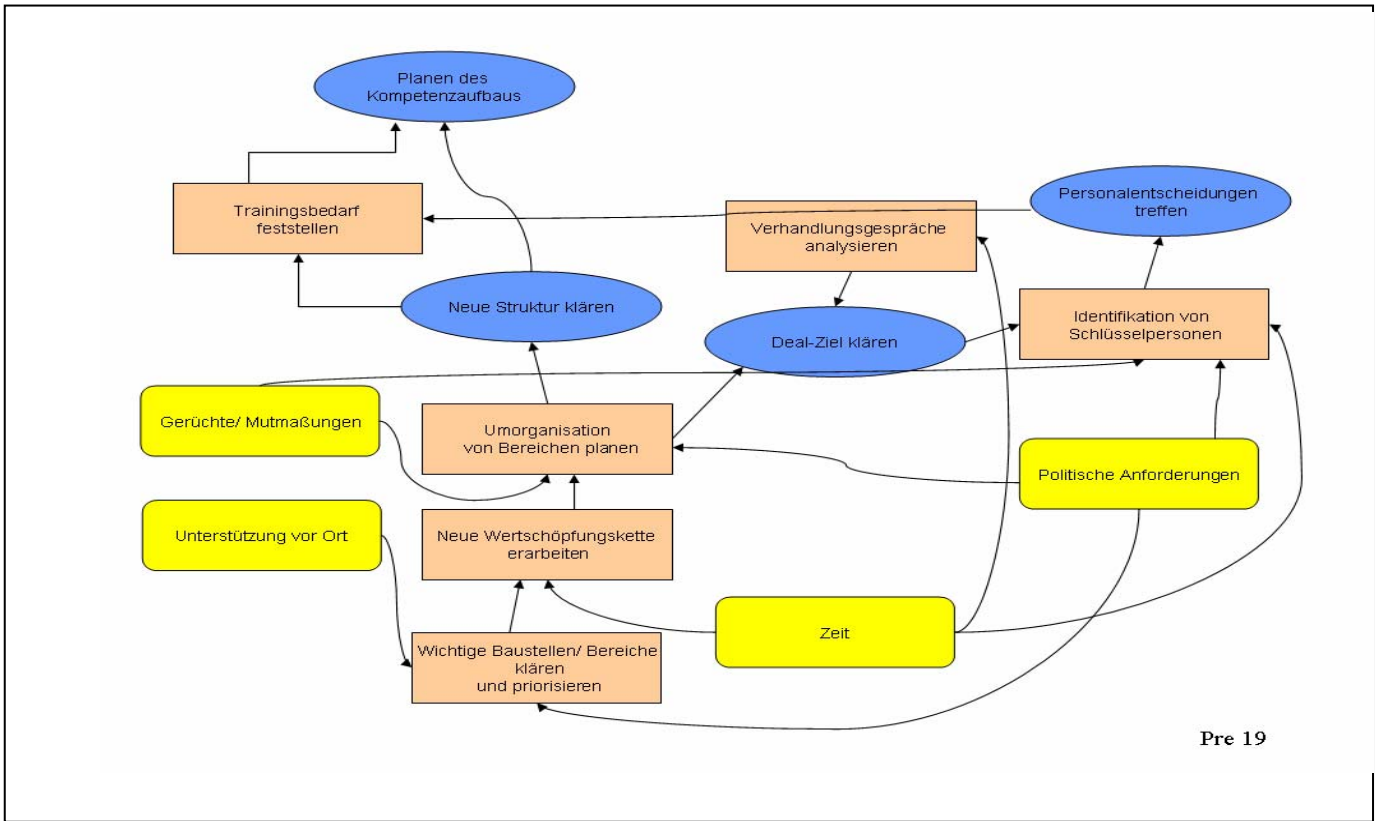 Planen des
Kompetenzaufbaus
Trainingsbedarf
feststellen
Personalentscheidungen
treffen
Verhandlungsgespräche
analysieren
Neue Struktur klären
Deal-Ziel klären
Identifikation von
Schlüsselpersonen
Gerüchte/ Mutmaßungen
Umorganisation
von Bereichen planen
Politische Anforderungen
Unterstützung vor Ort
Neue Wertschöpfungskette
erarbeiten
Zeit
Wichtige Baustellen/ Bereiche
klären
und priorisieren
Pre 19